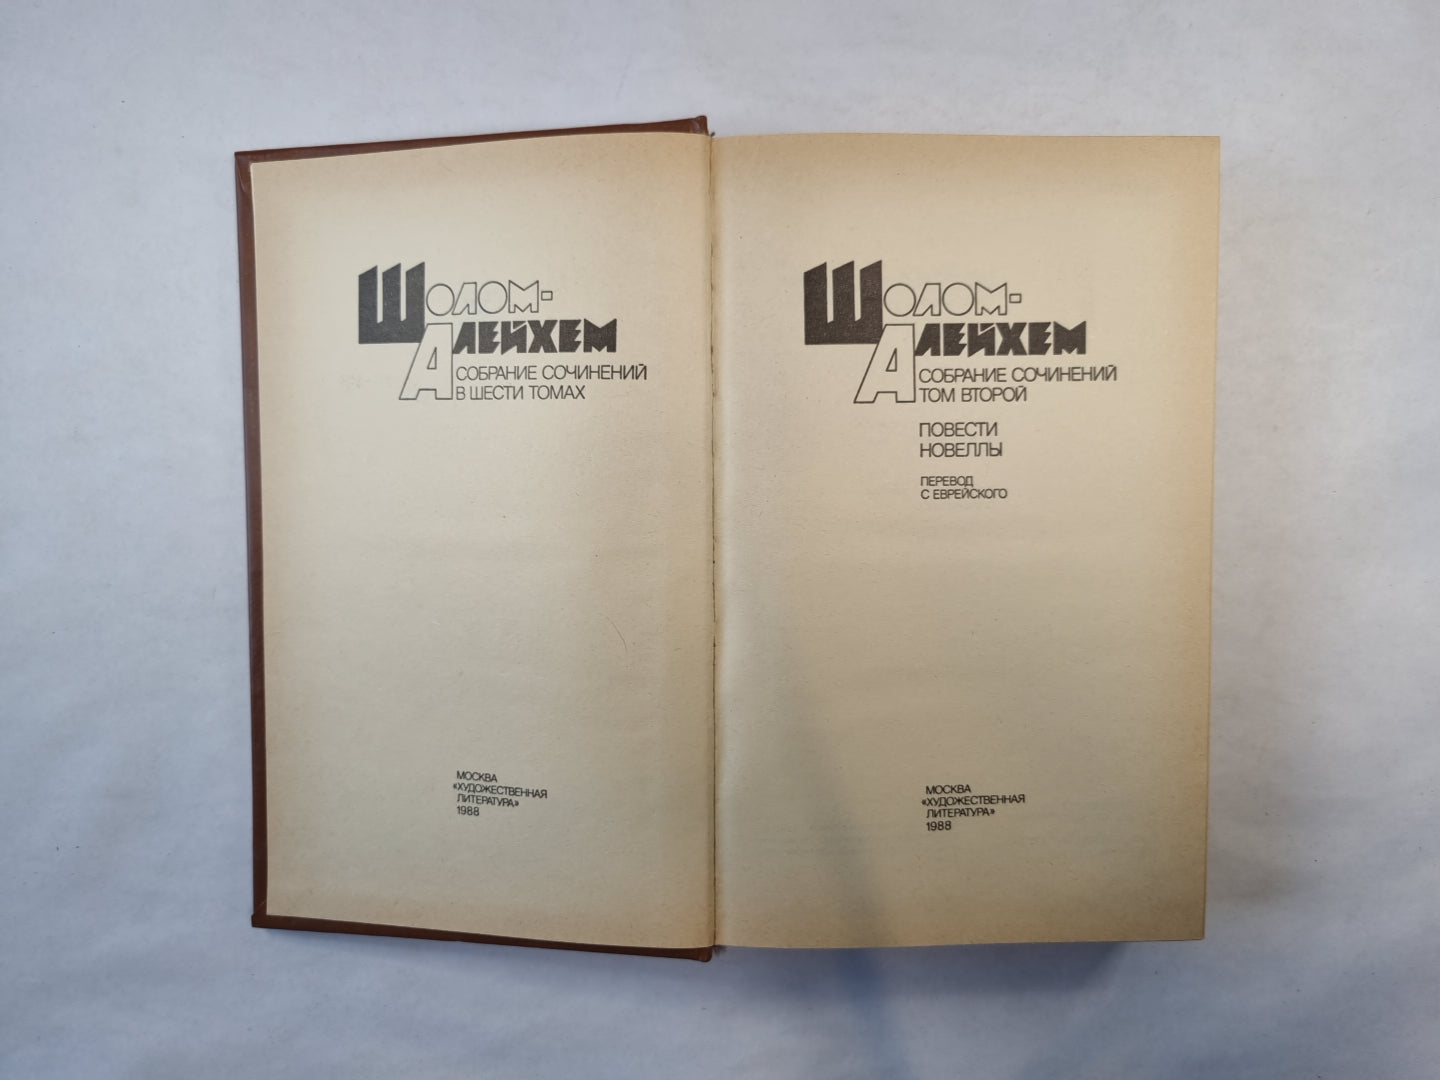 ШОЛОМ-
АЛЕЙХЕМ
СОБРАНИЕ СОЧИНЕНИЙ
В ШЕСТИ ТОМАХ
МОСКВА
«ХУДОЖЕСТВЕННАЯ
ЛИТЕРАТУРА»
1988
ШОЛОМ-
АЛЕЙХЕМ
СОБРАНИЕ СОЧИНЕНИЙ
ТОМ ВТОРОЙ
ПОВЕСТИ
НОВЕЛЛЫ
ПЕРЕВОД
С ЕВРЕЙСКОГО
МОСКВА
«ХУДОЖЕСТВЕННАЯ
ЛИТЕРАТУРА»
1988